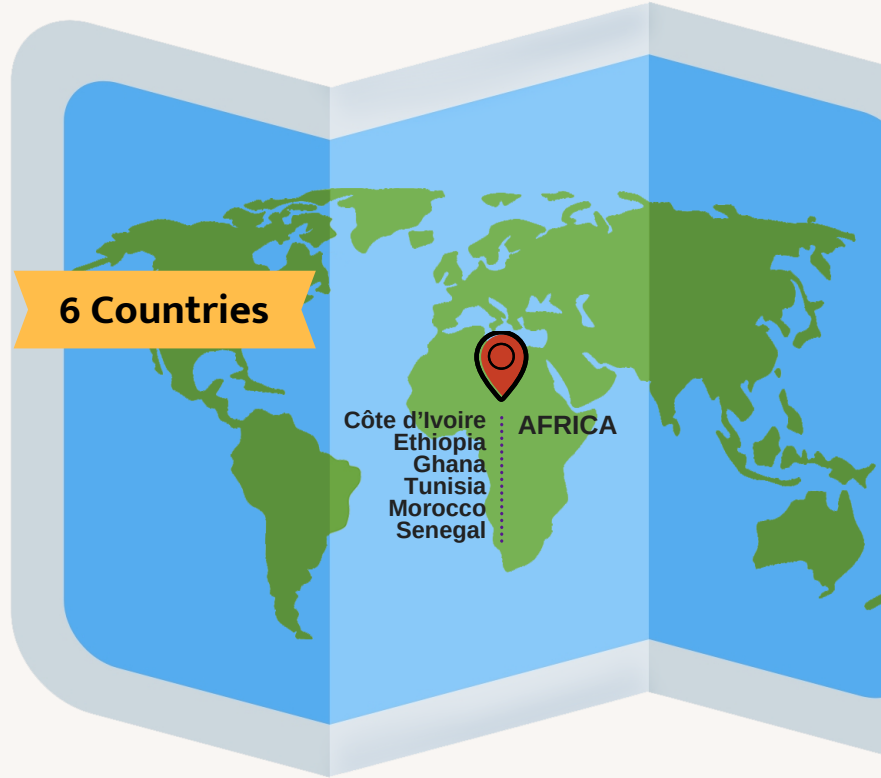 6 Countries
Côte d’Ivoire
Ethiopia
Ghana
Tunisia
Morocco
Senegal
AFRICA